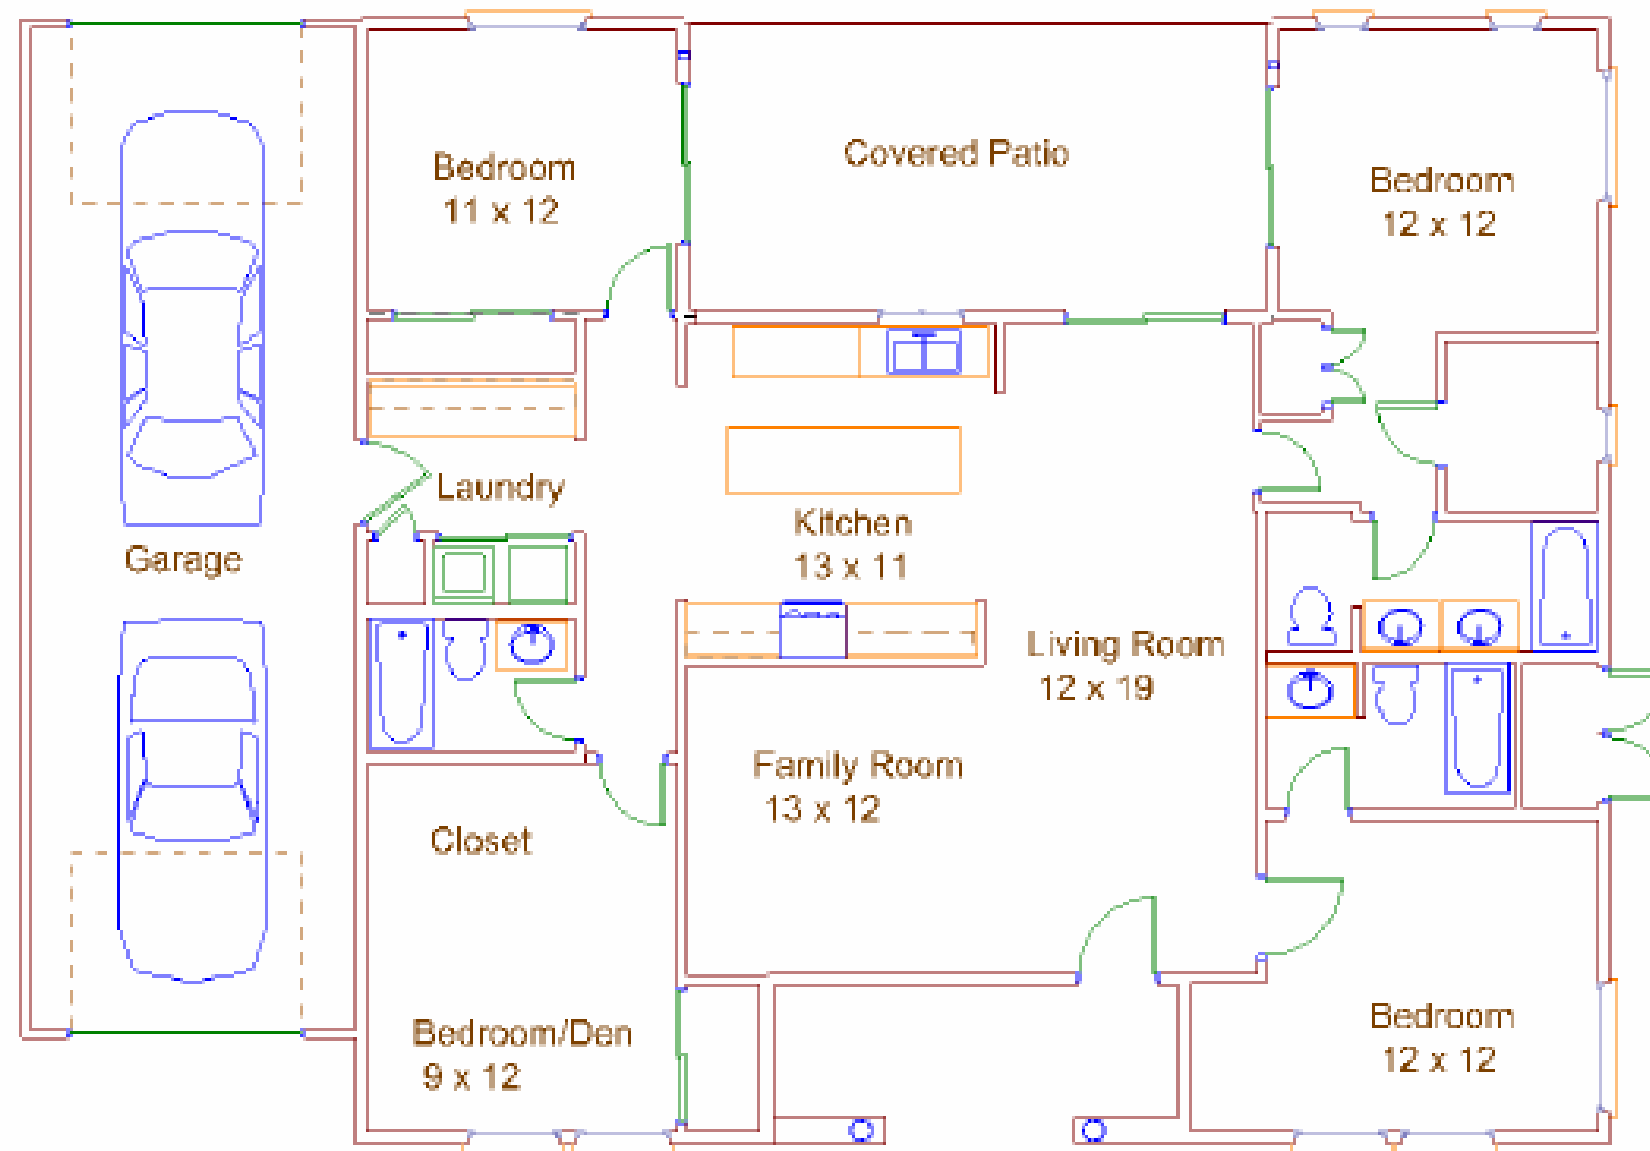 Bedroom
11 x 12
Covered Patio
Bedroom
12 x 12
Laundry
Garage
Kitchen
13 x 11
Living Room
12 x 19
Family Room
13 x 12
Closet
Bedroom/Den
9 x 12
Bedroom
12 x 12